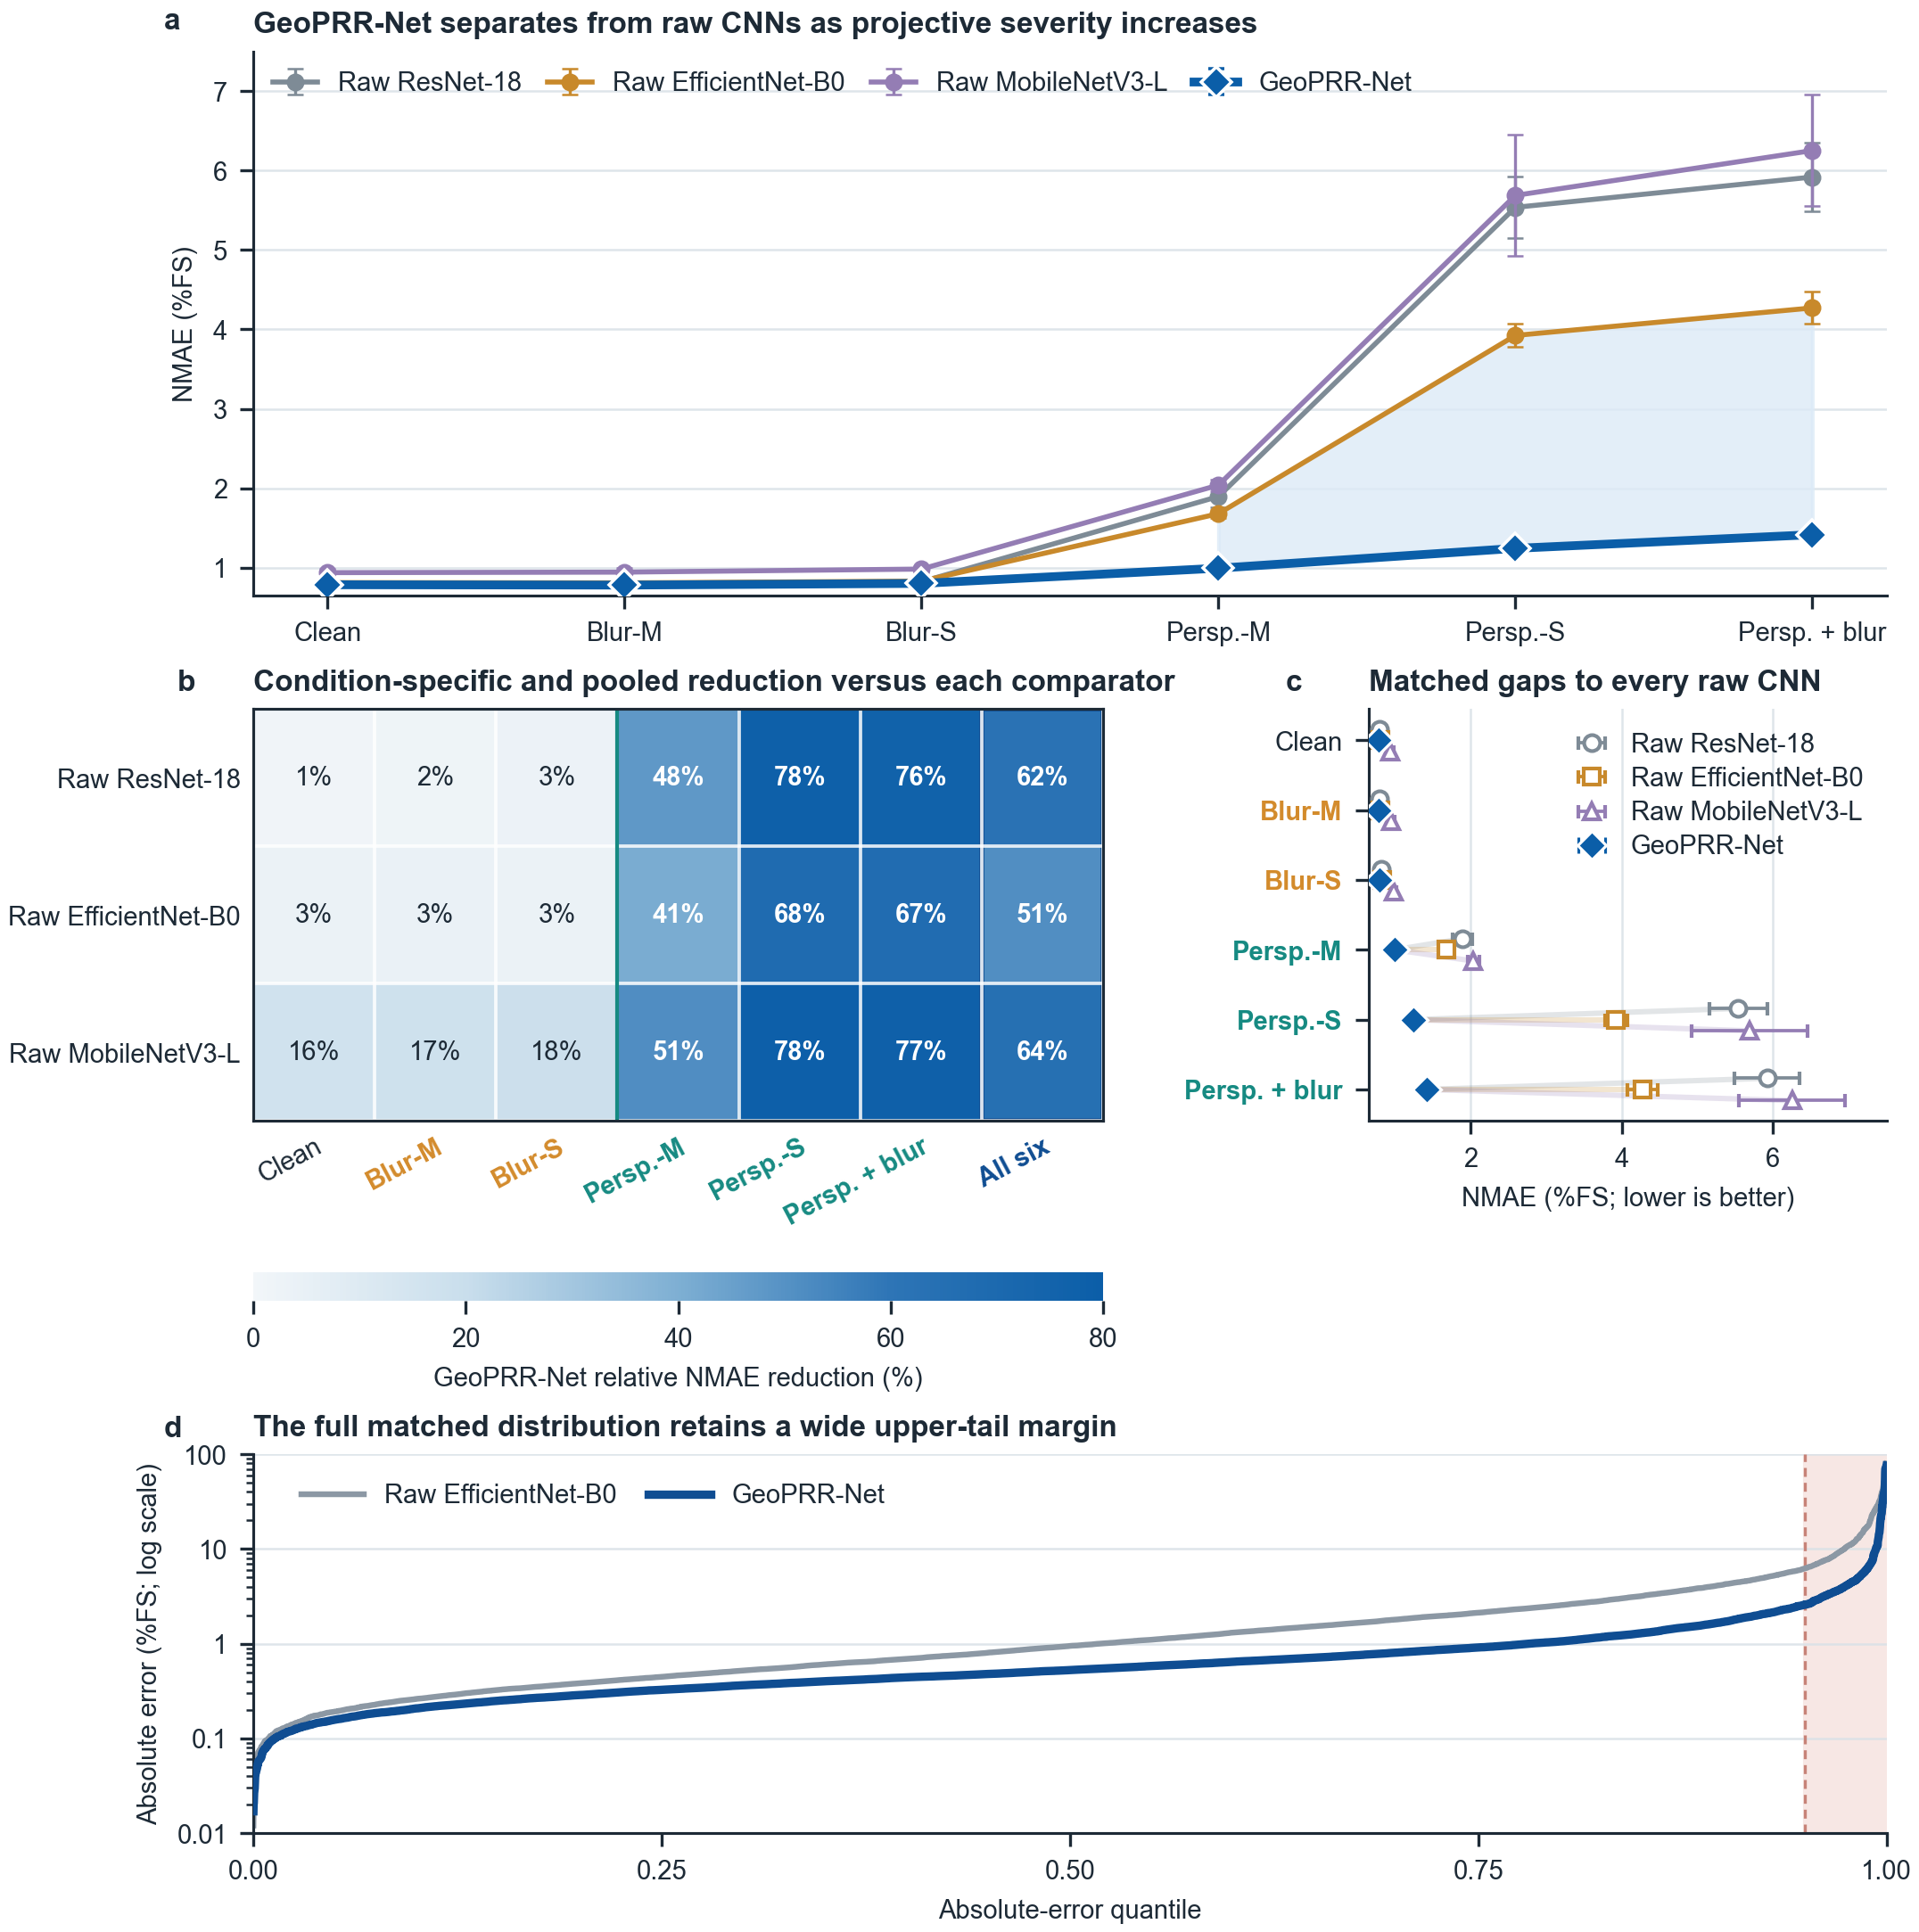 a
GeoPRR-Net separates from raw CNNs as projective severity increases
Raw ResNet-18
Raw EfficientNet-B0
Raw MobileNetV3-L
GeoPRR-Net
7
6
5
4
3
2
1
NMAE (%FS)
Clean
Blur-M
Blur-S
Persp.-M
Persp.-S
Persp. + blur
b
Condition-specific and pooled reduction versus each comparator
Raw ResNet-18
1%
2%
3%
48%
78%
76%
62%
Raw EfficientNet-B0
3%
3%
3%
41%
68%
67%
51%
Raw MobileNetV3-L
16%
17%
18%
51%
78%
77%
64%
Clean
Blur-M
Blur-S
Persp.-M
Persp.-S
Persp. + blur
All six
0
20
40
60
80
GeoPRR-Net relative NMAE reduction (%)
c
Matched gaps to every raw CNN
Raw ResNet-18
Raw EfficientNet-B0
Raw MobileNetV3-L
GeoPRR-Net
Clean
Blur-M
Blur-S
Persp.-M
Persp.-S
Persp. + blur
2
4
6
NMAE (%FS; lower is better)
d
The full matched distribution retains a wide upper-tail margin
Raw EfficientNet-B0
GeoPRR-Net
100
10
1
0.1
0.01
Absolute error (%FS; log scale)
0.00
0.25
0.50
0.75
1.00
Absolute-error quantile